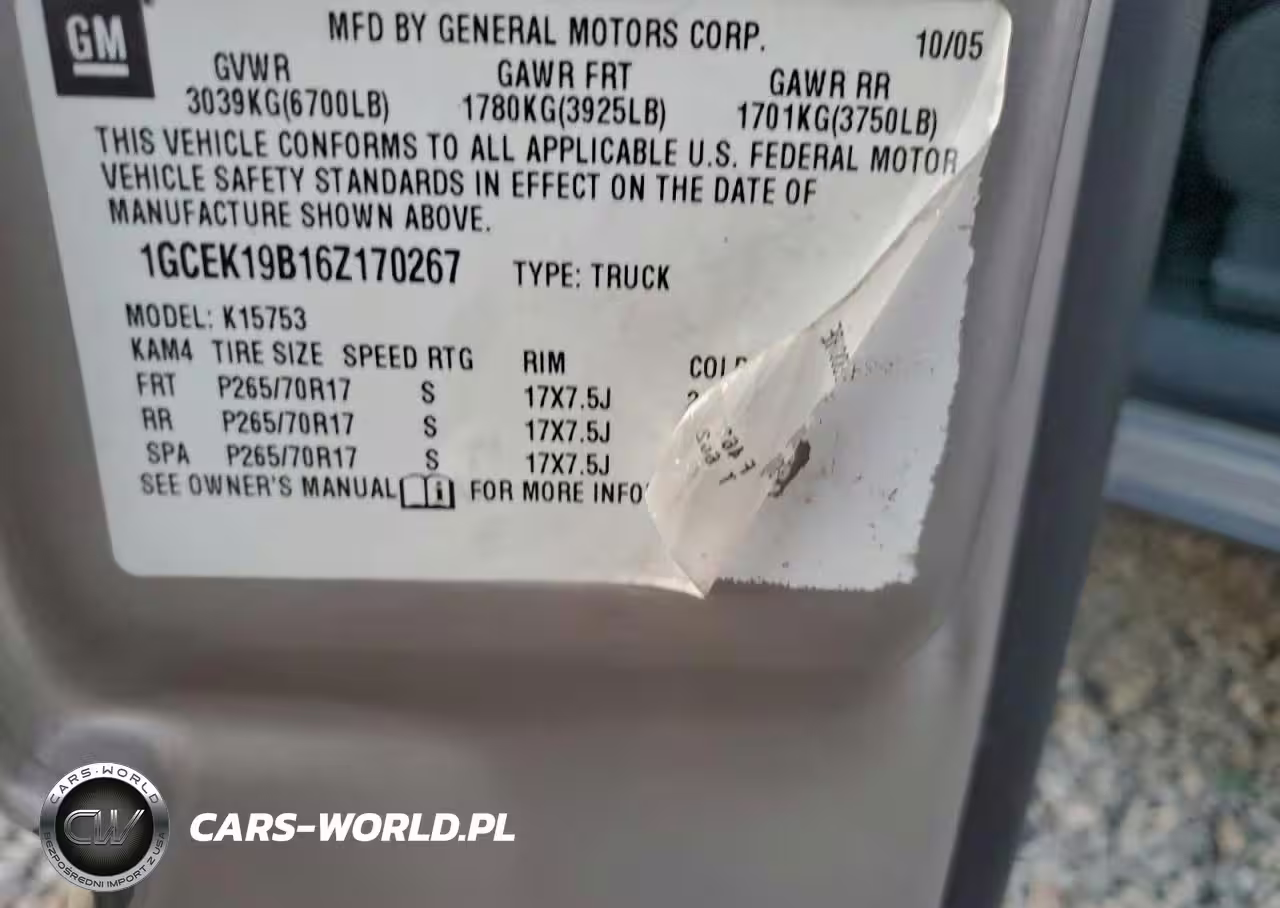 GM
MFD BY GENERAL MOTORS CORP.
10/05
GVWR GAWR FRT GAWR RR
3039KG(6700LB) 1780KG(3925LB) 1701KG(3750LB)
THIS VEHICLE CONFORMS TO ALL APPLICABLE U.S. FEDERAL MOTOR
VEHICLE SAFETY STANDARDS IN EFFECT ON THE DATE OF
MANUFACTURE SHOWN ABOVE.
1GCEK19B16Z170267 TYPE: TRUCK
MODEL: K15753
KAM4 TIRE SIZE SPEED RTG RIM
FRT P265/70R17 S 17X7.5J
RR P265/70R17 S 17X7.5J
SPA P265/70R17 S 17X7.5J
SEE OWNER'S MANUAL FOR MORE INFO
CARS-WORLD
CW
BEZPOŚREDNI IMPORT Z USA
CARS-WORLD.PL